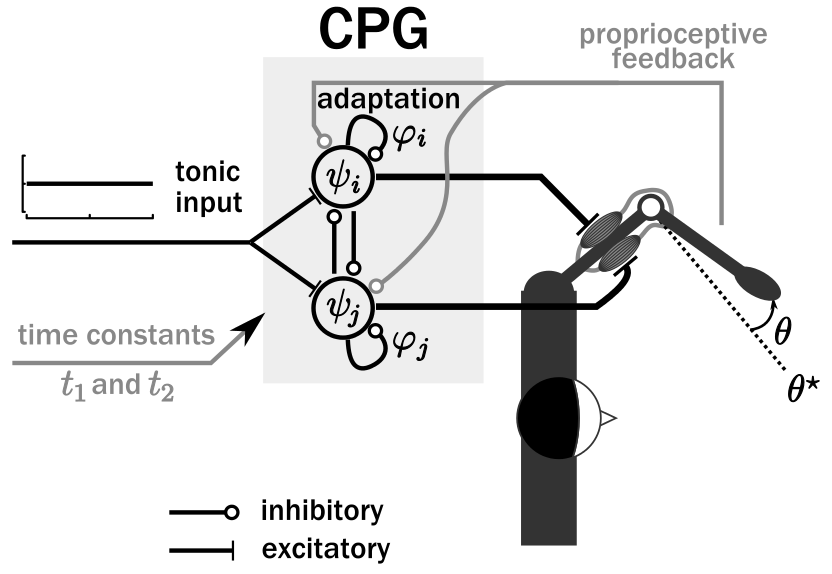 CPG
proprioceptive
feedback
adaptation
φi
ψi
tonic
input
ψj
φj
time constants
t1 and t2
θ
θ★
inhibitory
excitatory